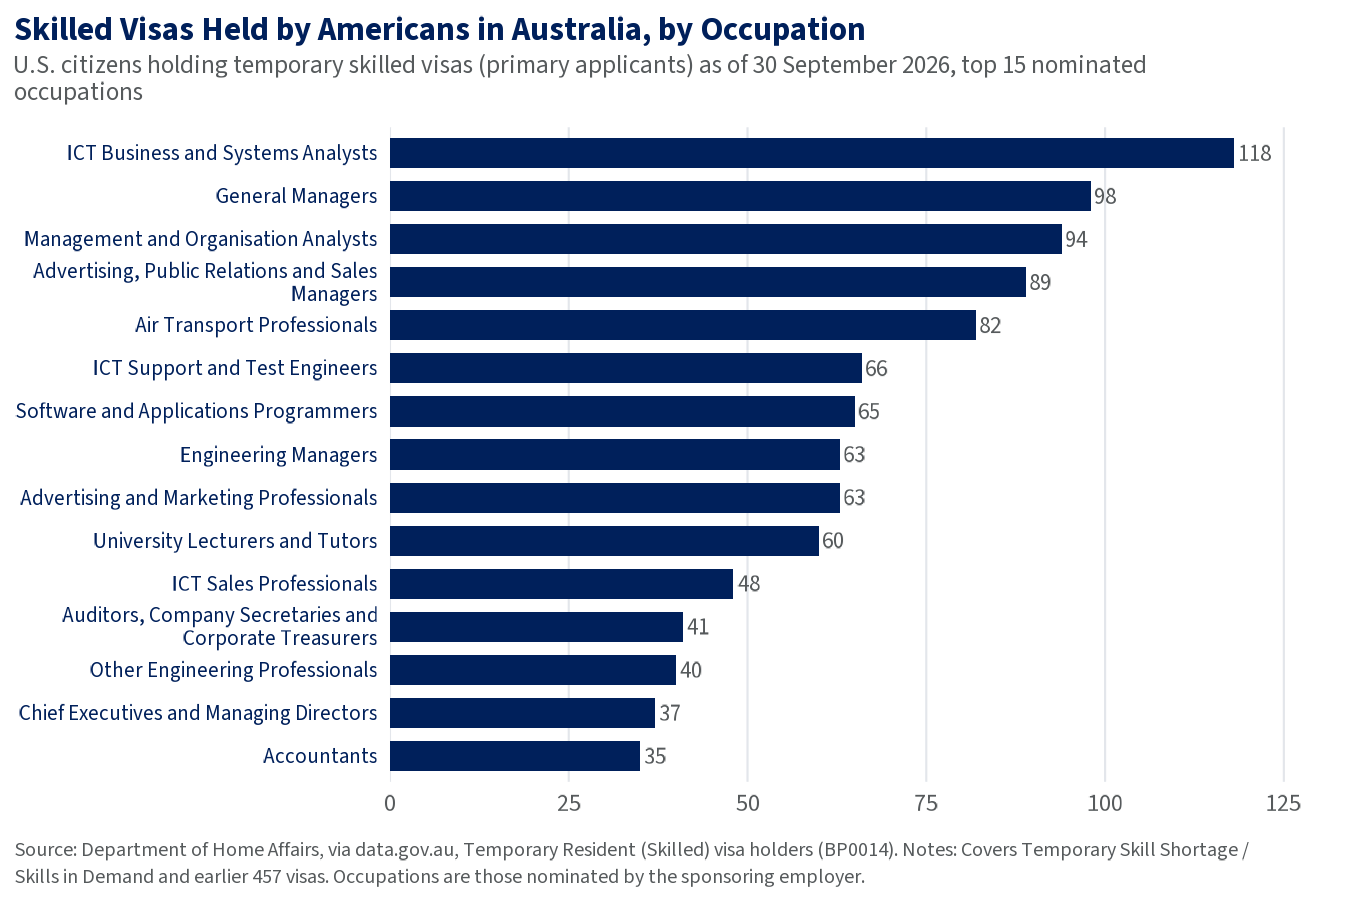 Skilled Visas Held by Americans in Australia, by Occupation
U.S. citizens holding temporary skilled visas (primary applicants) as of 30 September 2026, top 15 nominated
occupations
ICT Business and Systems Analysts 118
General Managers 98
Management and Organisation Analysts 94
Advertising, Public Relations and Sales
Managers 89
Air Transport Professionals 82
ICT Support and Test Engineers 66
Software and Applications Programmers 65
Engineering Managers 63
Advertising and Marketing Professionals 63
University Lecturers and Tutors 60
ICT Sales Professionals 48
Auditors, Company Secretaries and
Corporate Treasurers 41
Other Engineering Professionals 40
Chief Executives and Managing Directors 37
Accountants 35
0 25 50 75 100 125
Source: Department of Home Affairs, via data.gov.au, Temporary Resident (Skilled) visa holders (BP0014). Notes: Covers Temporary Skill Shortage /
Skills in Demand and earlier 457 visas. Occupations are those nominated by the sponsoring employer.